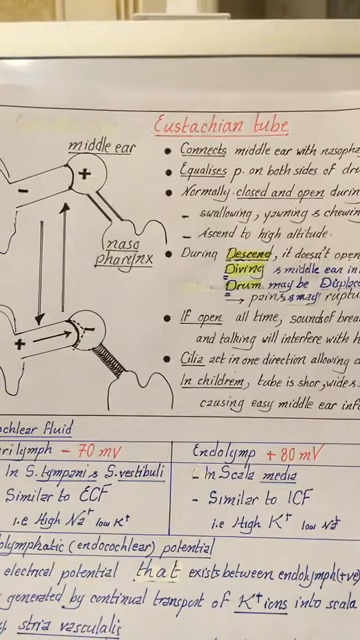 Eustachian tube
middle ear
+
-
naso
pharynx
+
-
• Connects middle ear with nasoph
• Equalises p. on both sides of dru
• Normally closed and open durin
- swallowing, yawning & chewin
- Ascend to high altitude.
• During Descend, it doesn't open
Diving & middle ear in
Drum may be Displac
→ pain & may ruptu
• If open all time, sounds of brea
and talking will interfere with h
• Cilia act in one direction allowing d
In children, tube is shor, wide &
causing easy middle ear inf
ochlear Fluid
rilymph - 70 mV
In S. tympani & S. vestibuli
Similar to ECF
i.e High Na⁺ low K⁺
Endolymp + 80 mV
- In Scala media
- Similar to ICF
i.e High K⁺ low Na⁺
olymphatic (endocochlear) potential
electrical potential that exists between endolymph (+ve)
generated by continual transport of K⁺ ions into scala
y stria vascularis